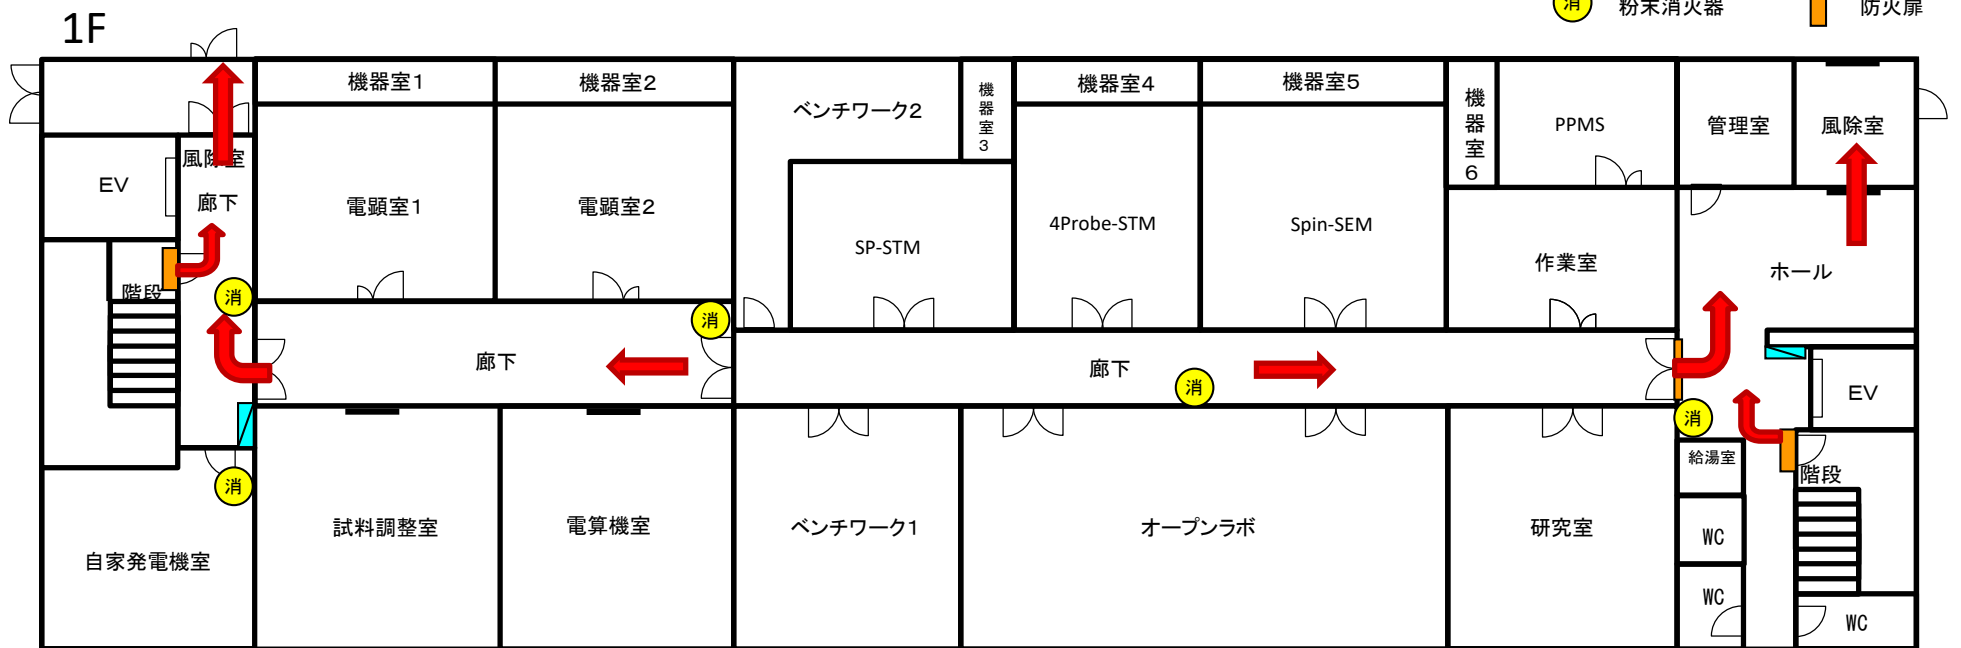 消 粉末消火器 防火扉
1F
機器室1
機器室2
ベンチワーク2
機器室3
機器室4
機器室5
機器室6
PPMS
管理室
風除室
風除室
EV
廊下
電顕室1
電顕室2
SP-STM
4Probe-STM
Spin-SEM
作業室
ホール
階段
消
消
廊下
廊下
消
消
EV
消
自家発電機室
試料調整室
電算機室
ベンチワーク1
オープンラボ
研究室
給湯室
階段
WC
WC
WC